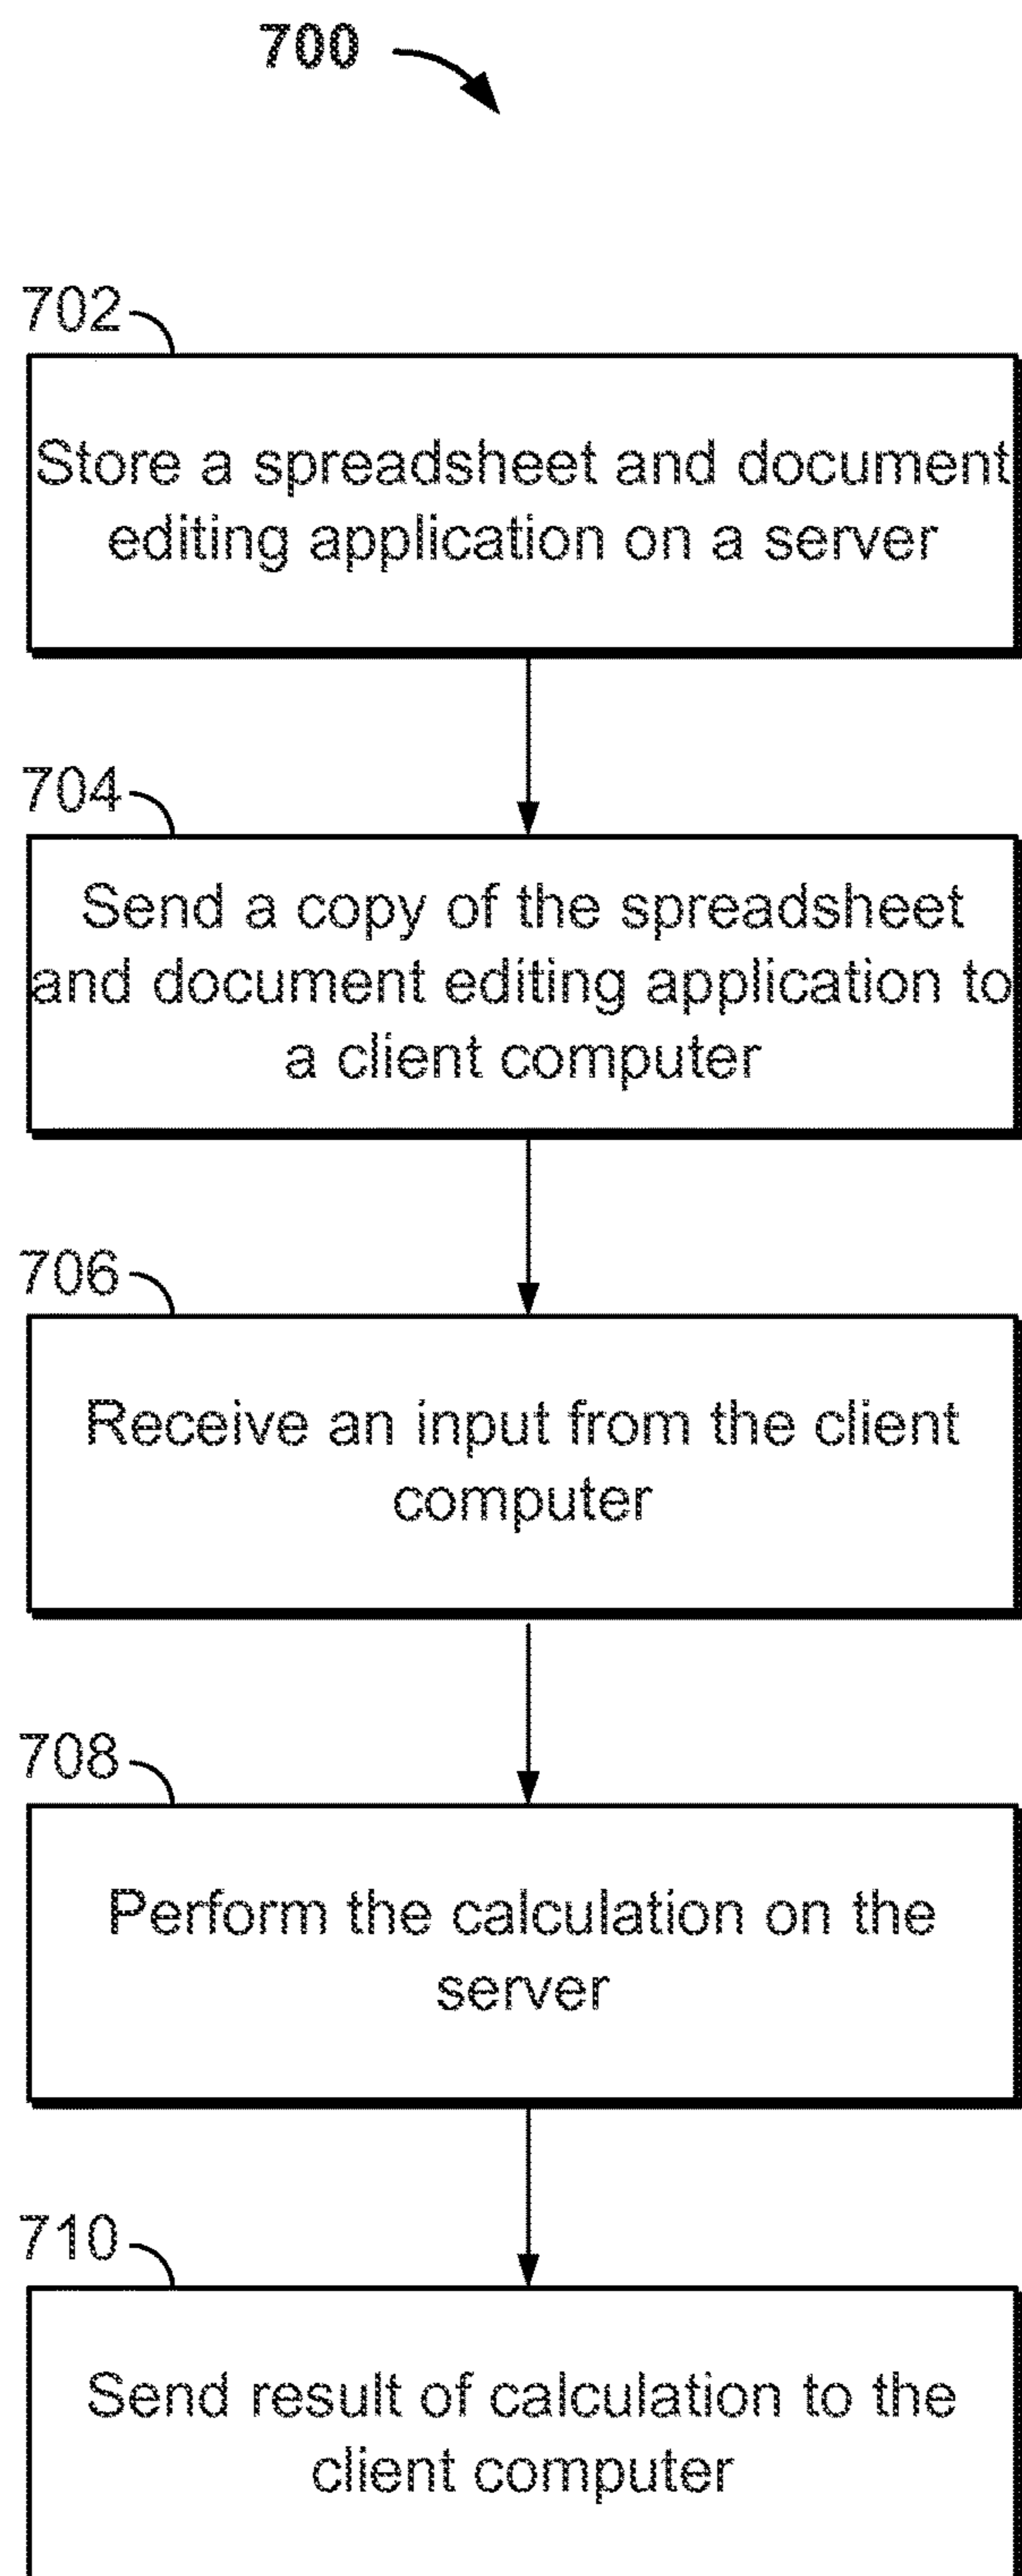 700
702
Store a spreadsheet and document
editing application on a server
704
Send a copy of the spreadsheet
and document editing application to
a client computer
706
Receive an input from the client
computer
708
Perform the calculation on the
server
710
Send result of calculation to the
client computer